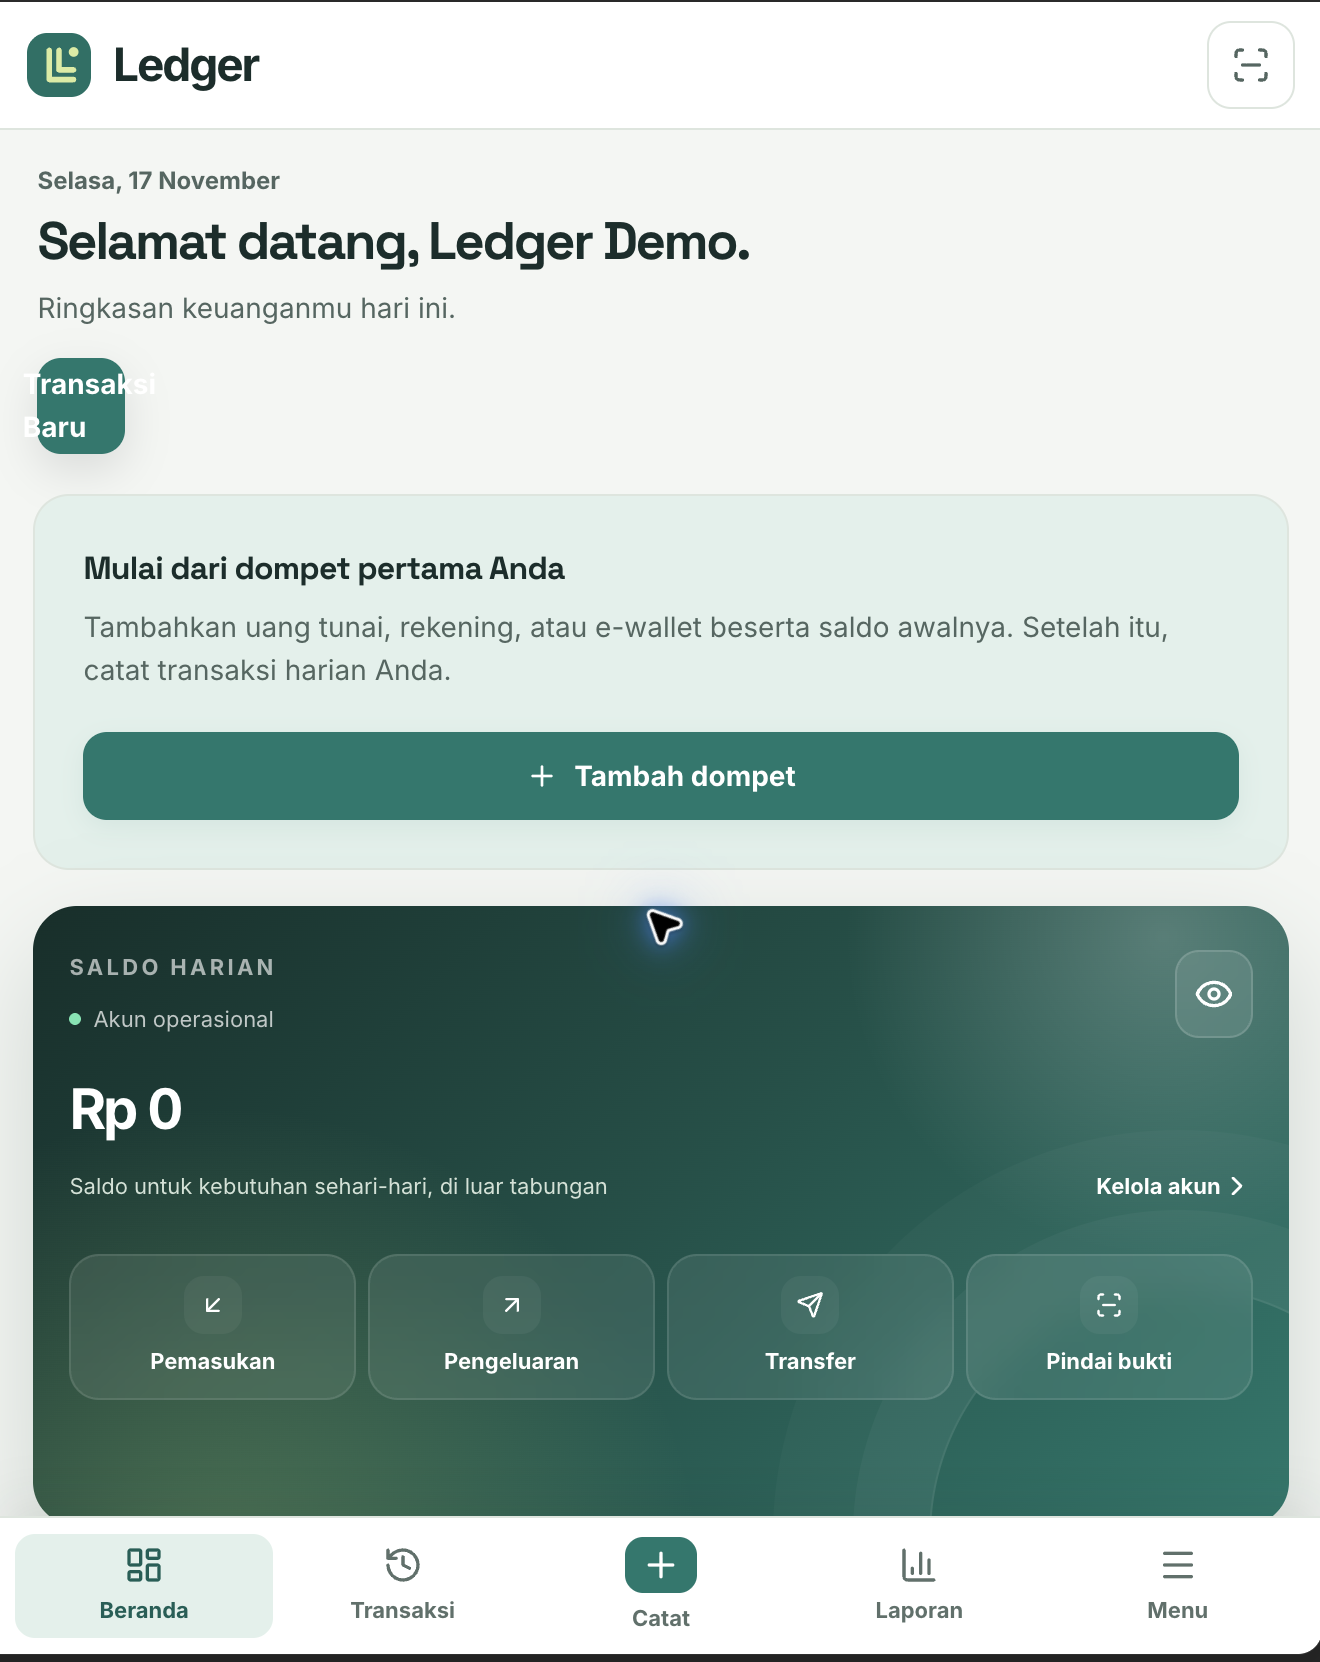 Ledger
Selasa, 17 November
Selamat datang, Ledger Demo.
Ringkasan keuanganmu hari ini.
Transaksi
Baru
Mulai dari dompet pertama Anda
Tambahkan uang tunai, rekening, atau e-wallet beserta saldo awalnya. Setelah itu,
catat transaksi harian Anda.
Tambah dompet
SALDO HARIAN
Akun operasional
Rp 0
Saldo untuk kebutuhan sehari-hari, di luar tabungan
Kelola akun
Pemasukan
Pengeluaran
Transfer
Pindai bukti
Beranda
Transaksi
Catat
Laporan
Menu